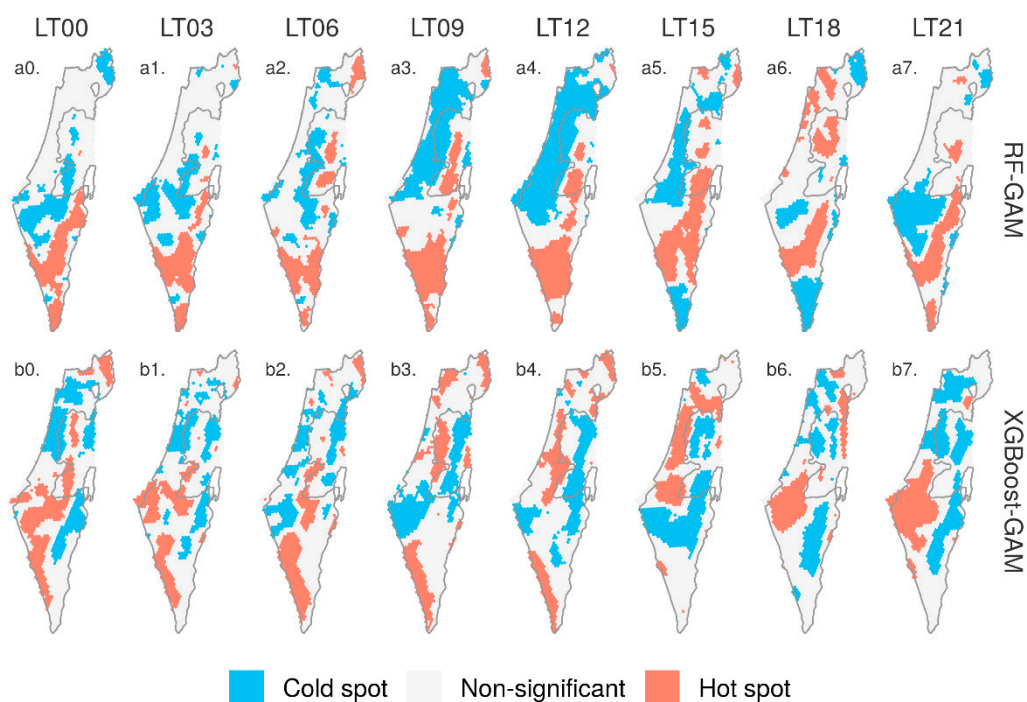 LT00 LT03 LT06 LT09 LT12 LT15 LT18 LT21
a0. a1. a2. a3. a4. a5. a6. a7.
RF-GAM
b0. b1. b2. b3. b4. b5. b6. b7.
XGBoost-GAM
Cold spot Non-significant Hot spot